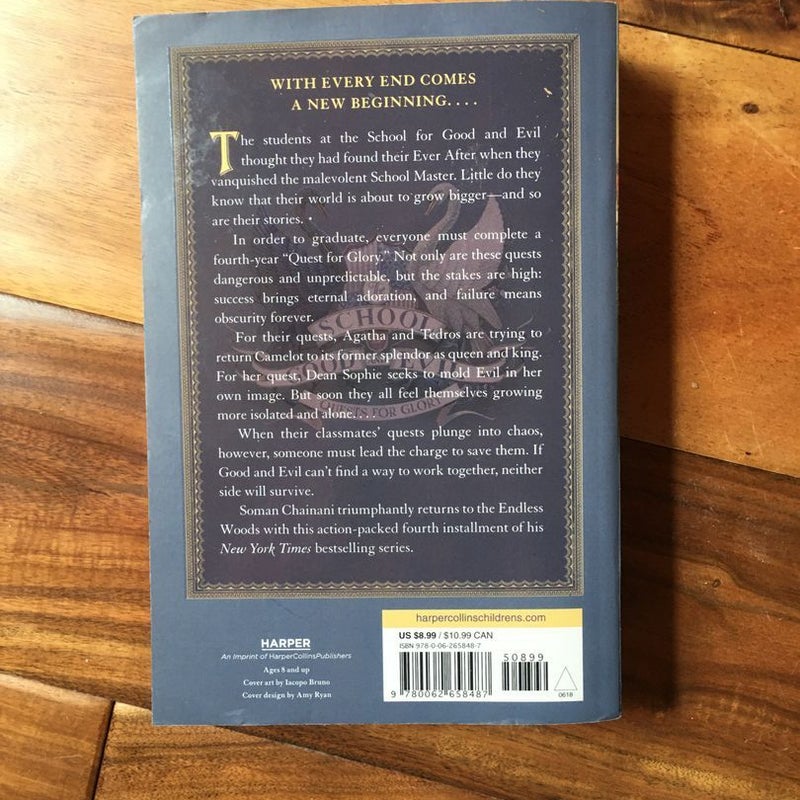 WITH EVERY END COMES
A NEW BEGINNING. . . .
The students at the School for Good and Evil
thought they had found their Ever After when they
vanquished the malevolent School Master. Little do they
know that their world is about to grow bigger—and so
are their stories.
In order to graduate, everyone must complete a
fourth-year “Quest for Glory.” Not only are these quests
dangerous and unpredictable, but the stakes are high:
success brings eternal adoration, and failure means
obscurity forever.
For their quests, Agatha and Tedros are trying to
return Camelot to its former splendor as queen and king.
For her quest, Dean Sophie seeks to mold Evil in her
own image. But soon they all feel themselves growing
more isolated and alone. . . .
When their classmates’ quests plunge into chaos,
however, someone must lead the charge to save them. If
Good and Evil can’t find a way to work together, neither
side will survive.
Soman Chainani triumphantly returns to the Endless
Woods with this action-packed fourth installment of his
New York Times bestselling series.
SCHOOL
QUESTS FOR GLORY
HARPER
An Imprint of HarperCollinsPublishers
Ages 8 and up
Cover art by Iacopo Bruno
Cover design by Amy Ryan
harpercollinschildrens.com
US $8.99 / $10.99 CAN
ISBN 978-0-06-265848-7
50899
9 780062 658487
0618